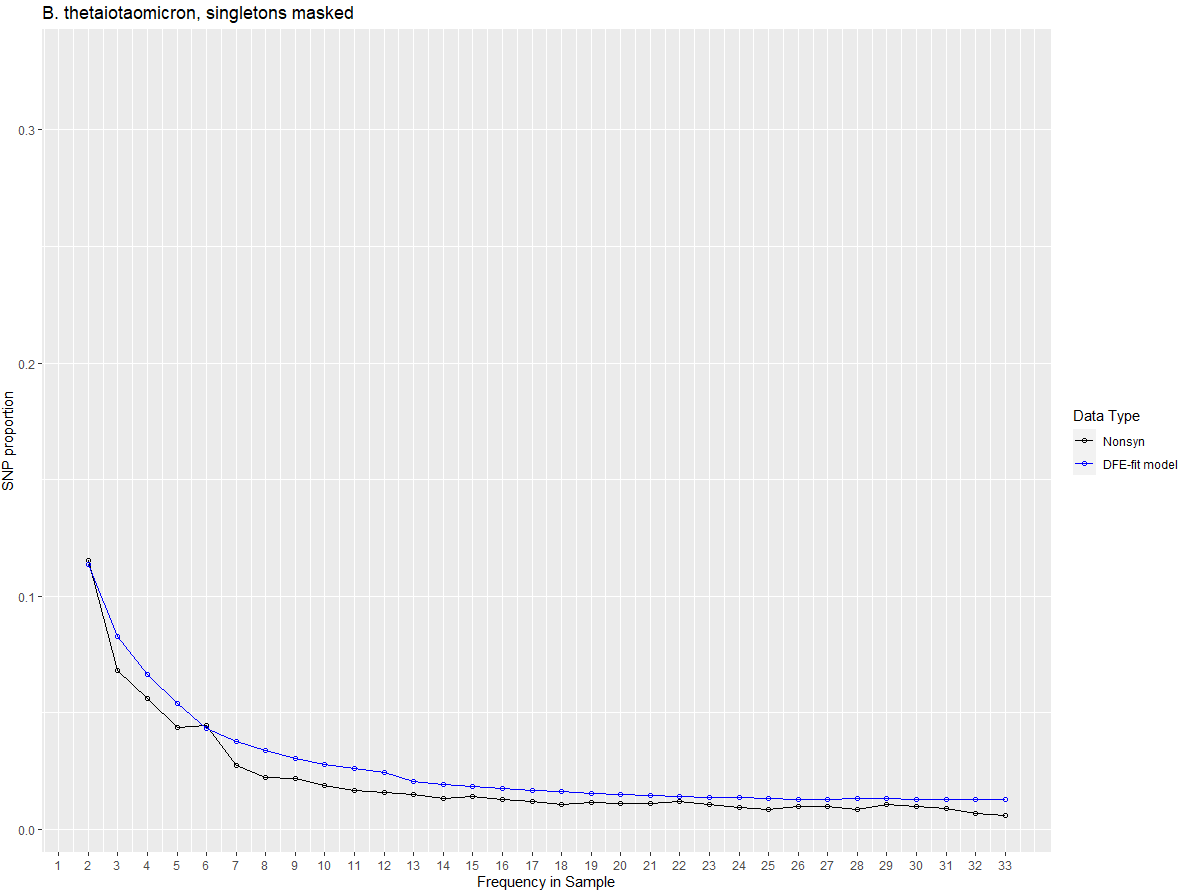 B. thetaiotaomicron, singletons masked
0.3
0.2
0.1
0.0
SNP proportion
1 2 3 4 5 6 7 8 9 10 11 12 13 14 15 16 17 18 19 20 21 22 23 24 25 26 27 28 29 30 31 32 33
Frequency in Sample
Data Type
Nonsyn
DFE-fit model